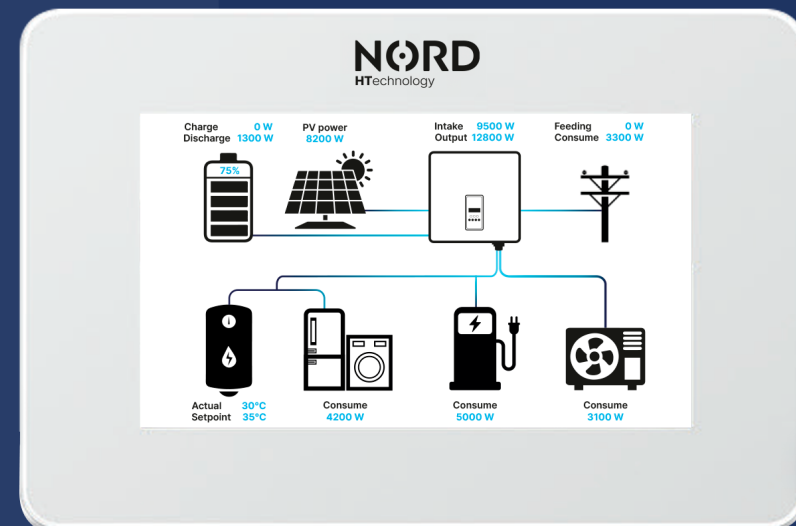 NORD
HTechnology
Charge 0 W
Discharge 1300 W
PV power
8200 W
Intake 9500 W
Output 12800 W
Feeding 0 W
Consume 3300 W
75%
Actual 30°C
Setpoint 35°C
Consume
4200 W
Consume
5000 W
Consume
3100 W